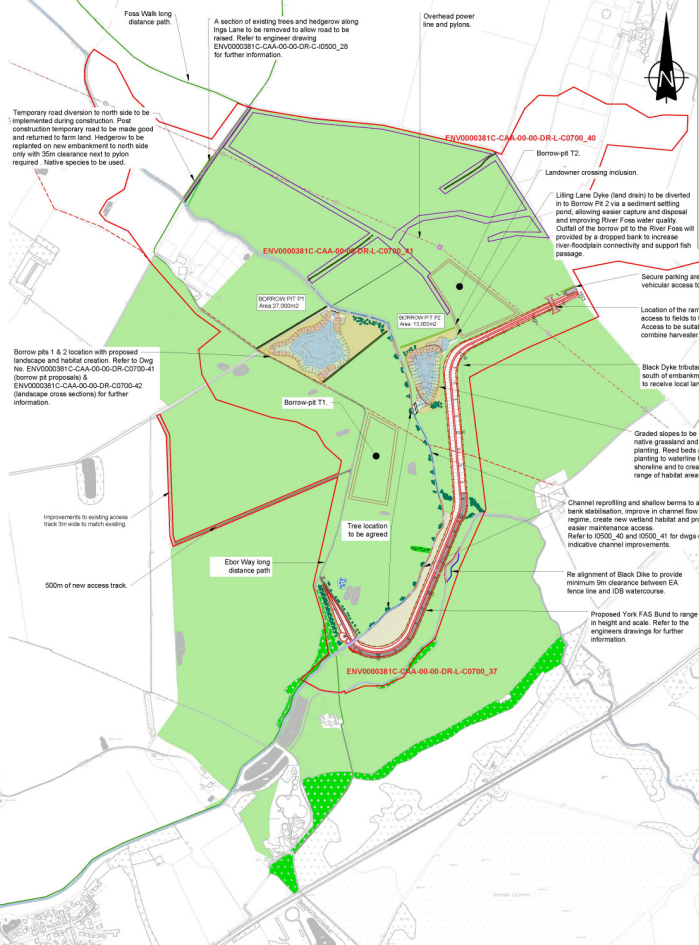 Foss Walk long
distance path.
A section of existing trees and hedgerow along
Ings Lane to be removed to allow road to be
raised. Refer to engineer drawing
ENV0000381C-CAA-00-00-DR-C-I0500_28
for further information.
Overhead power
line and pylons.
N
Temporary road diversion to north side to be
implemented during construction. Post
construction temporary road to be made good
and returned to farm land. Hedgerow to be
replanted on new embankment to north side
only with 35m clearance next to pylon
required . Native species to be used.
ENV0000381C-CAA-00-00-DR-L-C0700_40
Borrow-pit T2.
Landowner crossing inclusion.
Lilling Lane Dyke (land drain) to be diverted
in to Borrow Pit 2 via a sediment settling
pond, allowing easier capture and disposal
and improving River Foss water quality.
Outfall of the borrow pit to the River Foss will
provided by a dropped bank to increase
river-floodplain connectivity and support fish
passage.
ENV0000381C-CAA-00-00-DR-L-C0700_41
Secure parking are
vehicular access to
BORROW PIT P1
Area 27,000m2
BORROW PIT P2
Area 13,000m2
Location of the ram
access to fields to t
Access to be suitab
combine harvester
Borrow pits 1 & 2 location with proposed
landscape and habitat creation. Refer to Dwg
No. ENV0000381C-CAA-00-00-DR-C0700-41
(borrow pit proposals) &
ENV0000381C-CAA-00-00-DR-C0700-42
(landscape cross sections) for further
information.
Black Dyke tributa
south of embankm
to receive local lan
Borrow-pit T1.
Graded slopes to be
native grassland and
planting. Reed beds a
planting to waterline t
shoreline and to crea
range of habitat area
Improvements to existing access
track 3m wide to match existing.
Tree location
to be agreed
Channel reprofiling and shallow berms to a
bank stabilisation, improve in channel flow
regime, create new wetland habitat and pro
easier maintenance access.
Refer to I0500_40 and I0500_41 for dwgs o
indicative channel improvements.
Ebor Way long
distance path
500m of new access track.
Re alignment of Black Dike to provide
minimum 9m clearance between EA
fence line and IDB watercourse.
Proposed York FAS Bund to range
in height and scale. Refer to the
engineers drawings for further
information.
ENV0000381C-CAA-00-00-DR-L-C0700_37